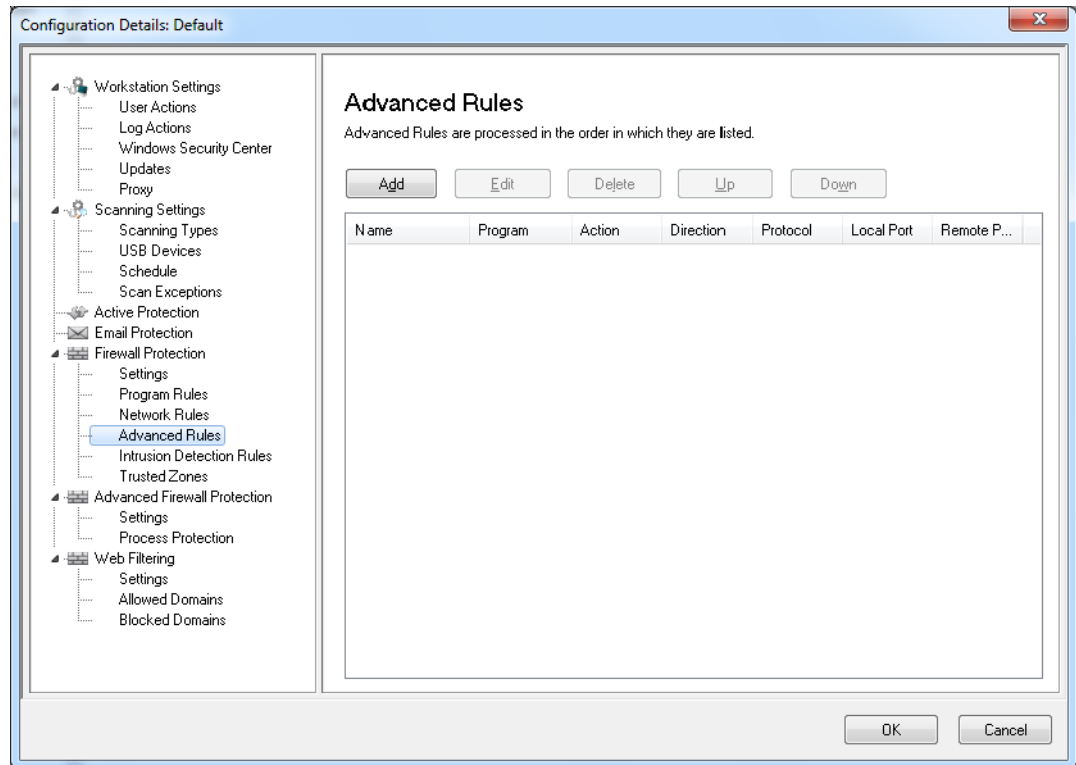 Configuration Details: Default
Workstation Settings
User Actions
Log Actions
Windows Security Center
Updates
Proxy
Scanning Settings
Scanning Types
USB Devices
Schedule
Scan Exceptions
Active Protection
Email Protection
Firewall Protection
Settings
Program Rules
Network Rules
Advanced Rules
Intrusion Detection Rules
Trusted Zones
Advanced Firewall Protection
Settings
Process Protection
Web Filtering
Settings
Allowed Domains
Blocked Domains
Advanced Rules
Advanced Rules are processed in the order in which they are listed.
Add Edit Delete Up Down
Name Program Action Direction Protocol Local Port Remote P...
OK Cancel